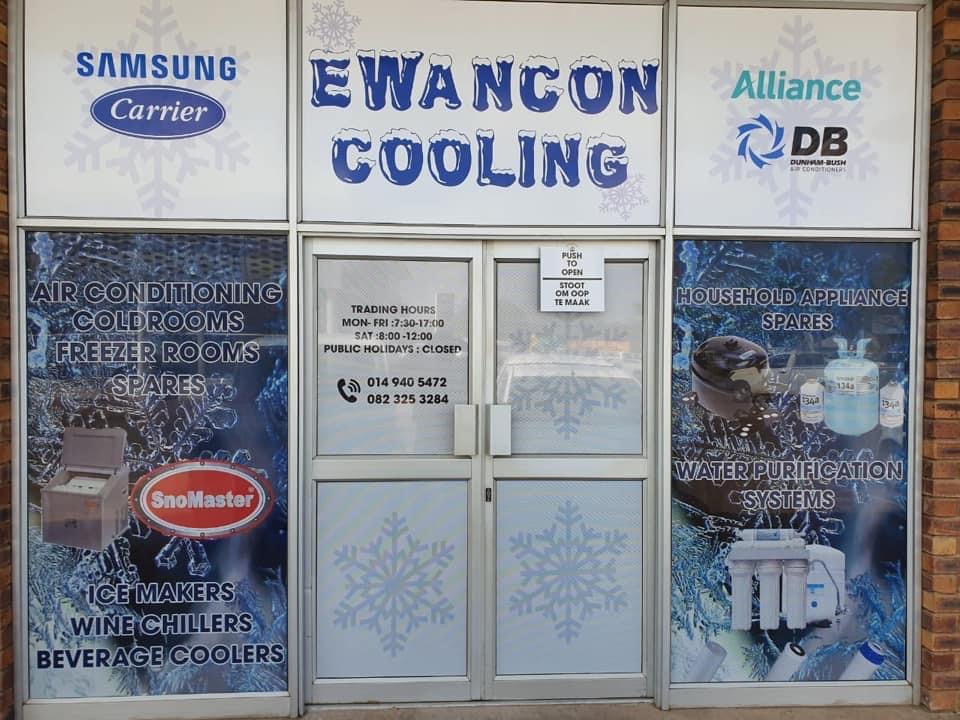 SAMSUNG
Carrier
EWANCON
COOLING
Alliance
DB
DUNHAM-BUSH
AIR CONDITIONERS
AIR CONDITIONING
COLDROOMS
FREEZER ROOMS
SPARES
SnoMaster
ICE MAKERS
WINE CHILLERS
BEVERAGE COOLERS
TRADING HOURS
MON- FRI :7:30-17:00
SAT :8:00 -12:00
PUBLIC HOLIDAYS : CLOSED
014 940 5472
082 325 3284
PUSH
TO
OPEN
STOOT
OM OOP
TE MAAK
HOUSEHOLD APPLIANCE
SPARES
134a
134a
134a
WATER PURIFICATION
SYSTEMS